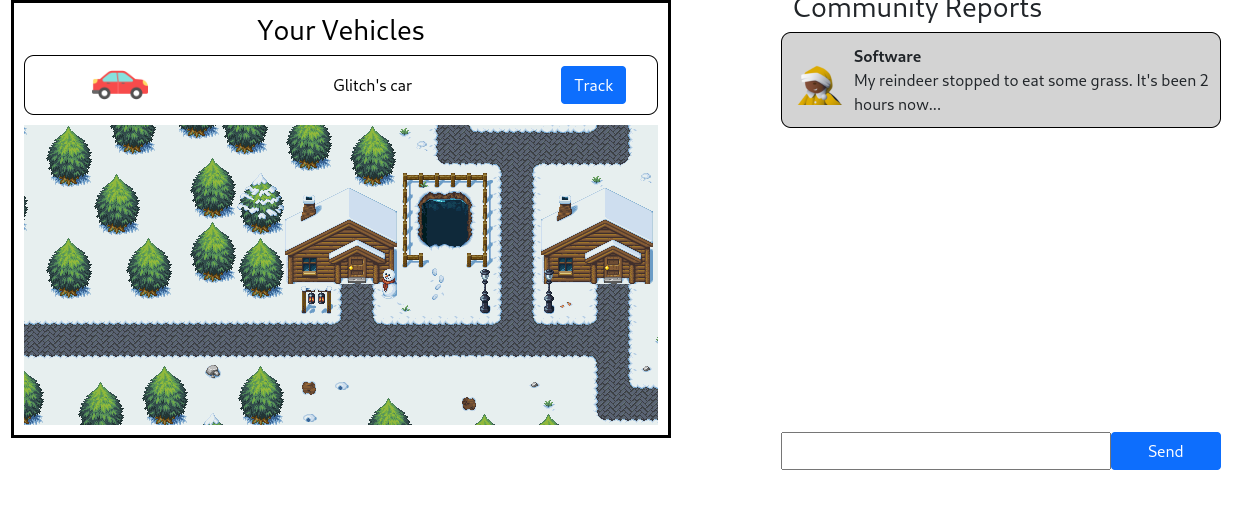 Your Vehicles
Glitch's car
Track
Community Reports
Software
My reindeer stopped to eat some grass. It's been 2
hours now...
Send